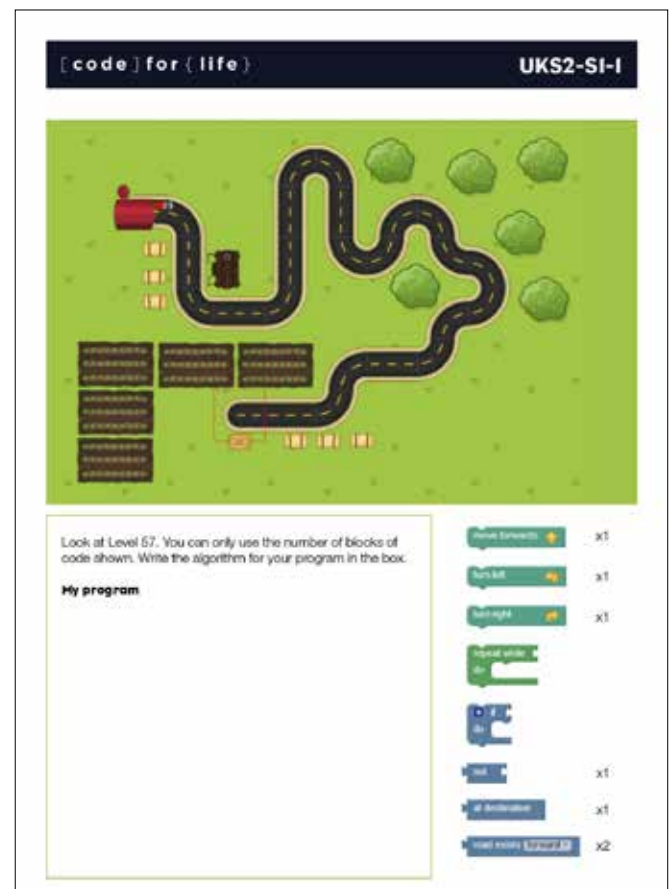 [code]for{life}
UKS2-SI-I
Look at Level 57. You can only use the number of blocks of
code shown. Write the algorithm for your program in the box.
My program
move forwards
x1
turn left
x1
turn right
x1
repeat while
do
if
do
not
x1
at destination
x1
road exists forward
x2